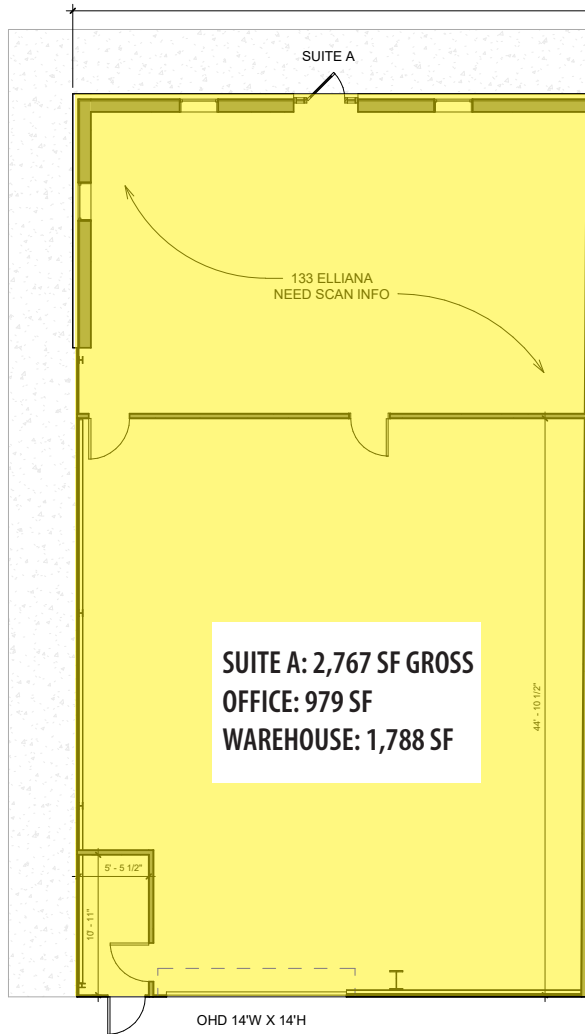 SUITE A
133 ELLIANA
NEED SCAN INFO
SUITE A: 2,767 SF GROSS
OFFICE: 979 SF
WAREHOUSE: 1,788 SF
44' - 10 1/2"
5' - 5 1/2"
10' - 11"
OHD 14'W X 14'H